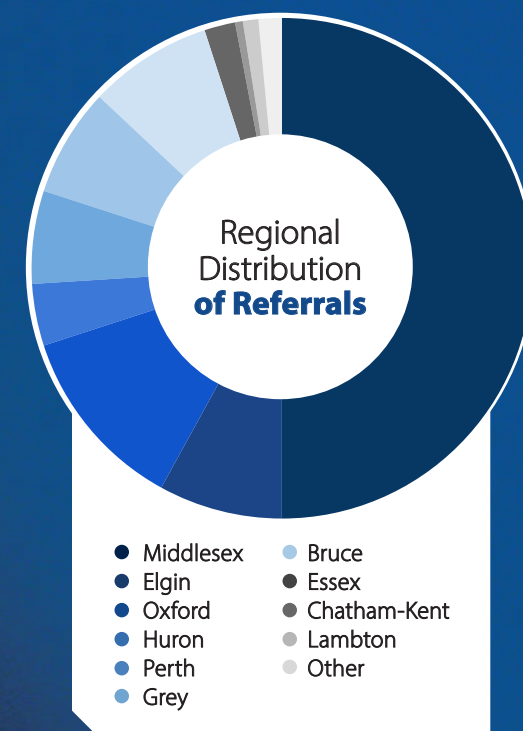 Regional
Distribution
of Referrals
Middlesex
Elgin
Oxford
Huron
Perth
Grey
Bruce
Essex
Chatham-Kent
Lambton
Other